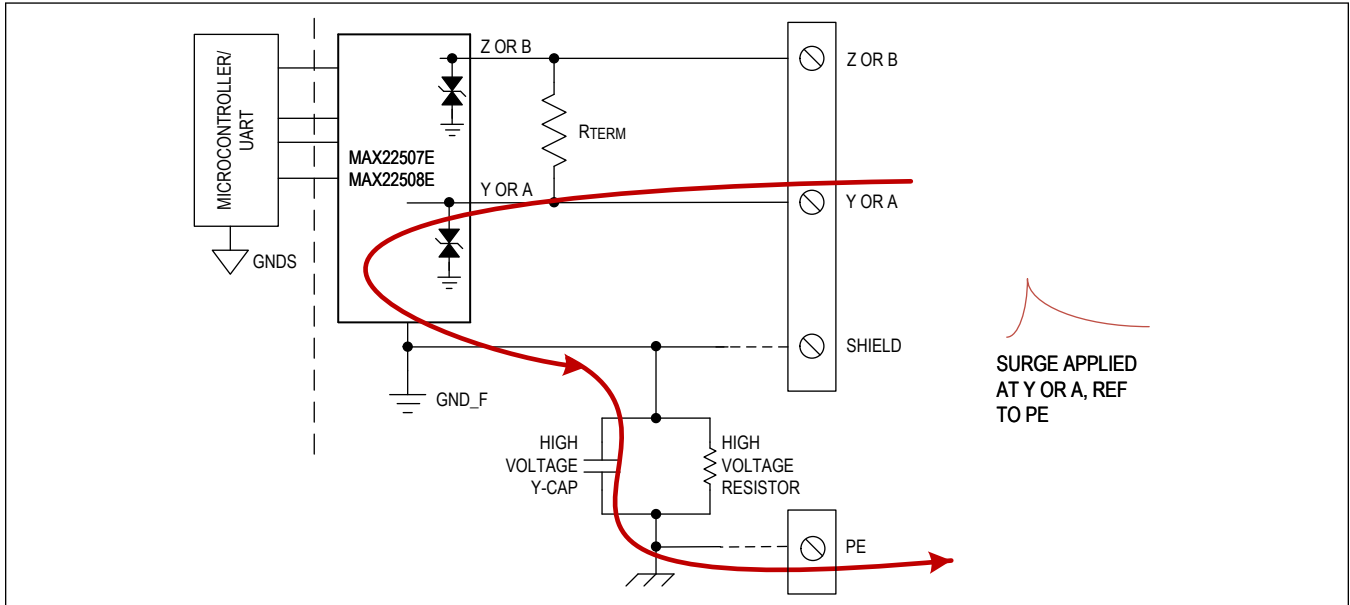 MICROCONTROLLER/
UART
GNDS
MAX22507E
MAX22508E
Z OR B
RTERM
Y OR A
GND_F
HIGH
VOLTAGE
Y-CAP
HIGH
VOLTAGE
RESISTOR
Z OR B
Y OR A
SHIELD
PE
SURGE APPLIED
AT Y OR A, REF
TO PE